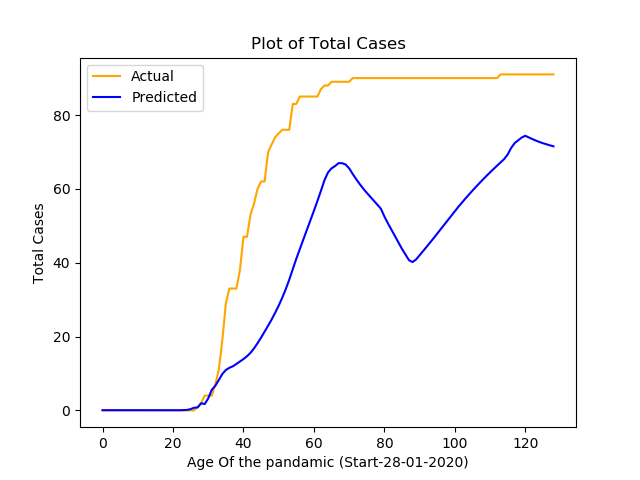 Plot of Total Cases
Actual
Predicted
80
60
40
20
0
Total Cases
0 20 40 60 80 100 120
Age Of the pandamic (Start-28-01-2020)